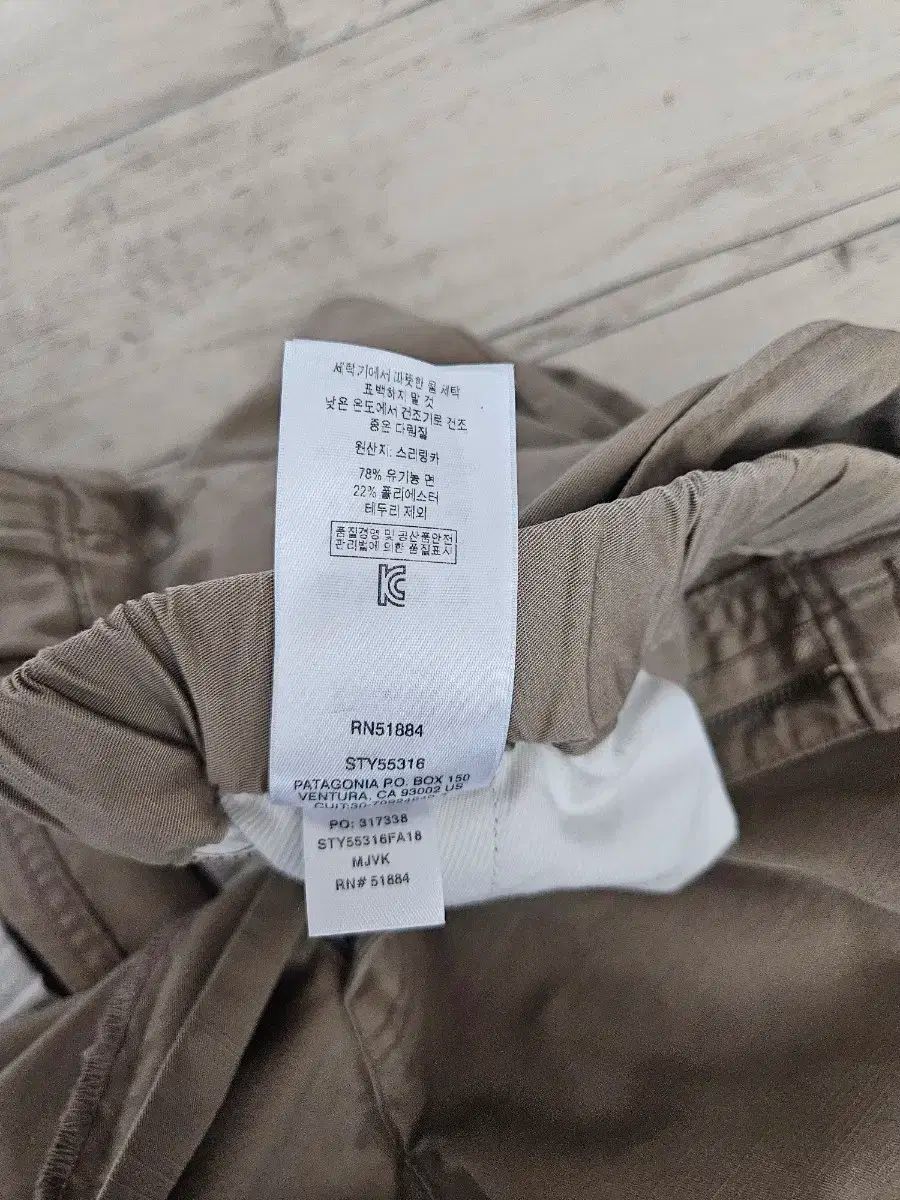 세탁기에서 따뜻한 물 세탁
표백하지 말 것
낮은 온도에서 건조기로 건조
중온 다림질
원산지: 스리랑카
78% 유기농 면
22% 폴리에스터
테두리 제외
품질경영 및 공산품안전
관리법에 의한 품질표시
KC
RN51884
STY55316
PATAGONIA P.O. BOX 150
VENTURA, CA 93002 US
PO: 317338
STY55316FA18
MJVK
RN# 51884